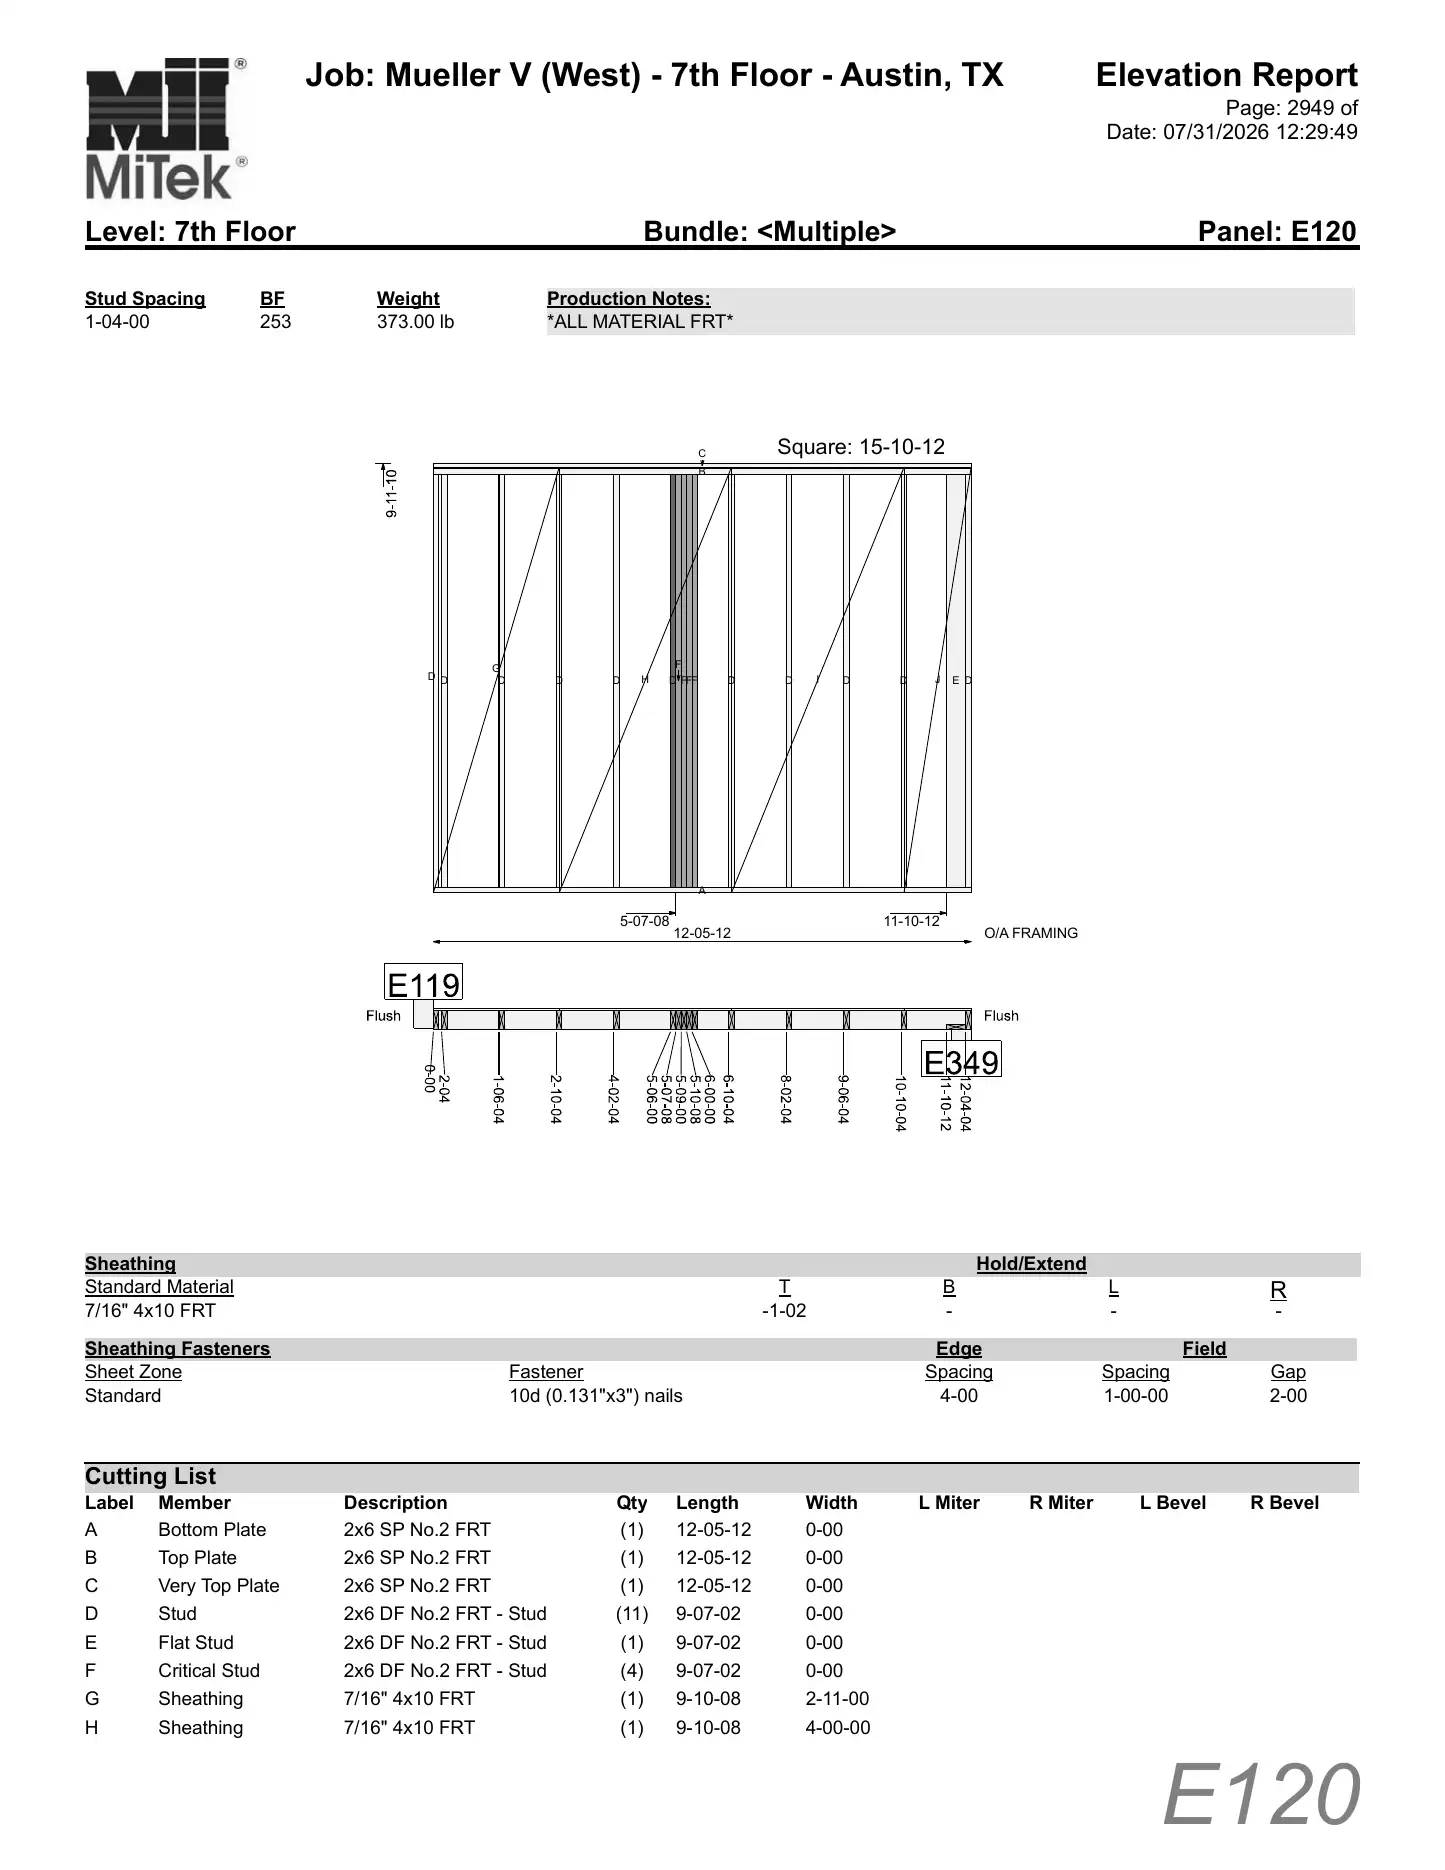 Job: Mueller V (West) - 7th Floor - Austin, TX
Elevation Report
Page: 2949 of
Date: 07/31/2026 12:29:49
MiTek®
Level: 7th Floor Bundle: <Multiple> Panel: E120
Stud Spacing BF Weight Production Notes:
1-04-00 253 373.00 lb *ALL MATERIAL FRT*
Square: 15-10-12
C
B
9-11-10
F
G
D D D D D H D F F F D D I D D J E D
A
5-07-08 11-10-12
12-05-12 O/A FRAMING
E119
Flush Flush
E349
0-00 2-04 1-06-04 2-10-04 4-02-04 5-06-00 5-07-08 5-09-00 5-10-08 6-00-00 6-10-04 8-02-04 9-06-04 10-10-04 11-10-12 12-04-04
Sheathing Hold/Extend
Standard Material T B L R
7/16" 4x10 FRT -1-02 - - -
Sheathing Fasteners Edge Field
Sheet Zone Fastener Spacing Spacing Gap
Standard 10d (0.131"x3") nails 4-00 1-00-00 2-00
Cutting List
Label Member Description Qty Length Width L Miter R Miter L Bevel R Bevel
A Bottom Plate 2x6 SP No.2 FRT (1) 12-05-12 0-00
B Top Plate 2x6 SP No.2 FRT (1) 12-05-12 0-00
C Very Top Plate 2x6 SP No.2 FRT (1) 12-05-12 0-00
D Stud 2x6 DF No.2 FRT - Stud (11) 9-07-02 0-00
E Flat Stud 2x6 DF No.2 FRT - Stud (1) 9-07-02 0-00
F Critical Stud 2x6 DF No.2 FRT - Stud (4) 9-07-02 0-00
G Sheathing 7/16" 4x10 FRT (1) 9-10-08 2-11-00
H Sheathing 7/16" 4x10 FRT (1) 9-10-08 4-00-00
E120